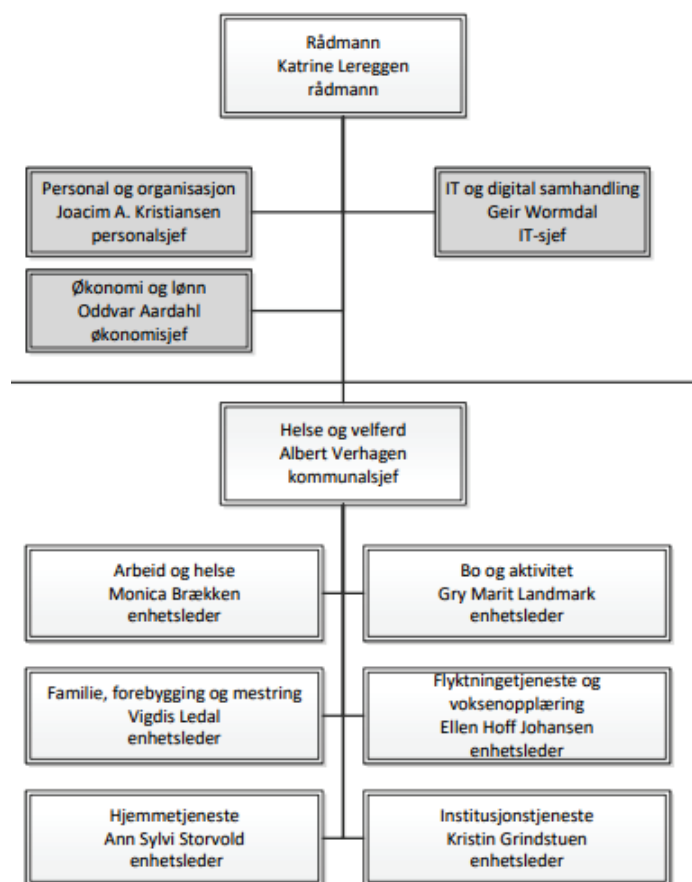 Rådmann
Katrine Lereggen
rådmann
Personal og organisasjon
Joacim A. Kristiansen
personalsjef
IT og digital samhandling
Geir Wormdal
IT-sjef
Økonomi og lønn
Oddvar Aardahl
økonomisjef
Helse og velferd
Albert Verhagen
kommunalsjef
Arbeid og helse
Monica Brækken
enhetsleder
Bo og aktivitet
Gry Marit Landmark
enhetsleder
Familie, forebygging og mestring
Vigdis Ledal
enhetsleder
Flyktningetjeneste og
voksenopplæring
Ellen Hoff Johansen
enhetsleder
Hjemmetjeneste
Ann Sylvi Storvold
enhetsleder
Institusjonstjeneste
Kristin Grindstuen
enhetsleder